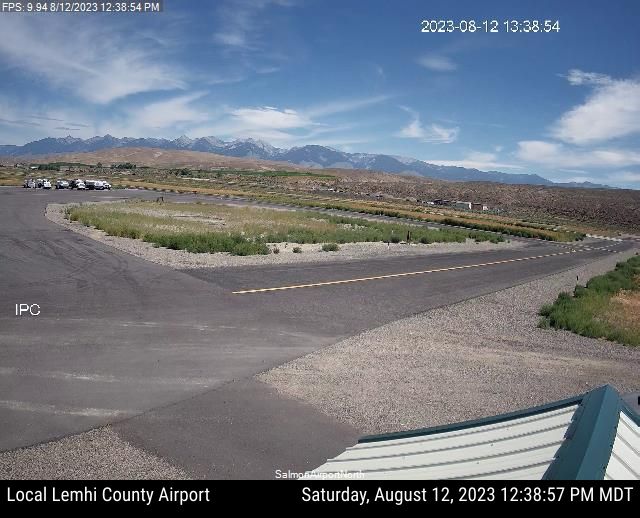 FPS: 9.94 8/12/2023 12:38:54 PM
2023-08-12 13:38:54
IPC
SalmonAirportNorth
Local Lemhi County Airport Saturday, August 12, 2023 12:38:57 PM MDT